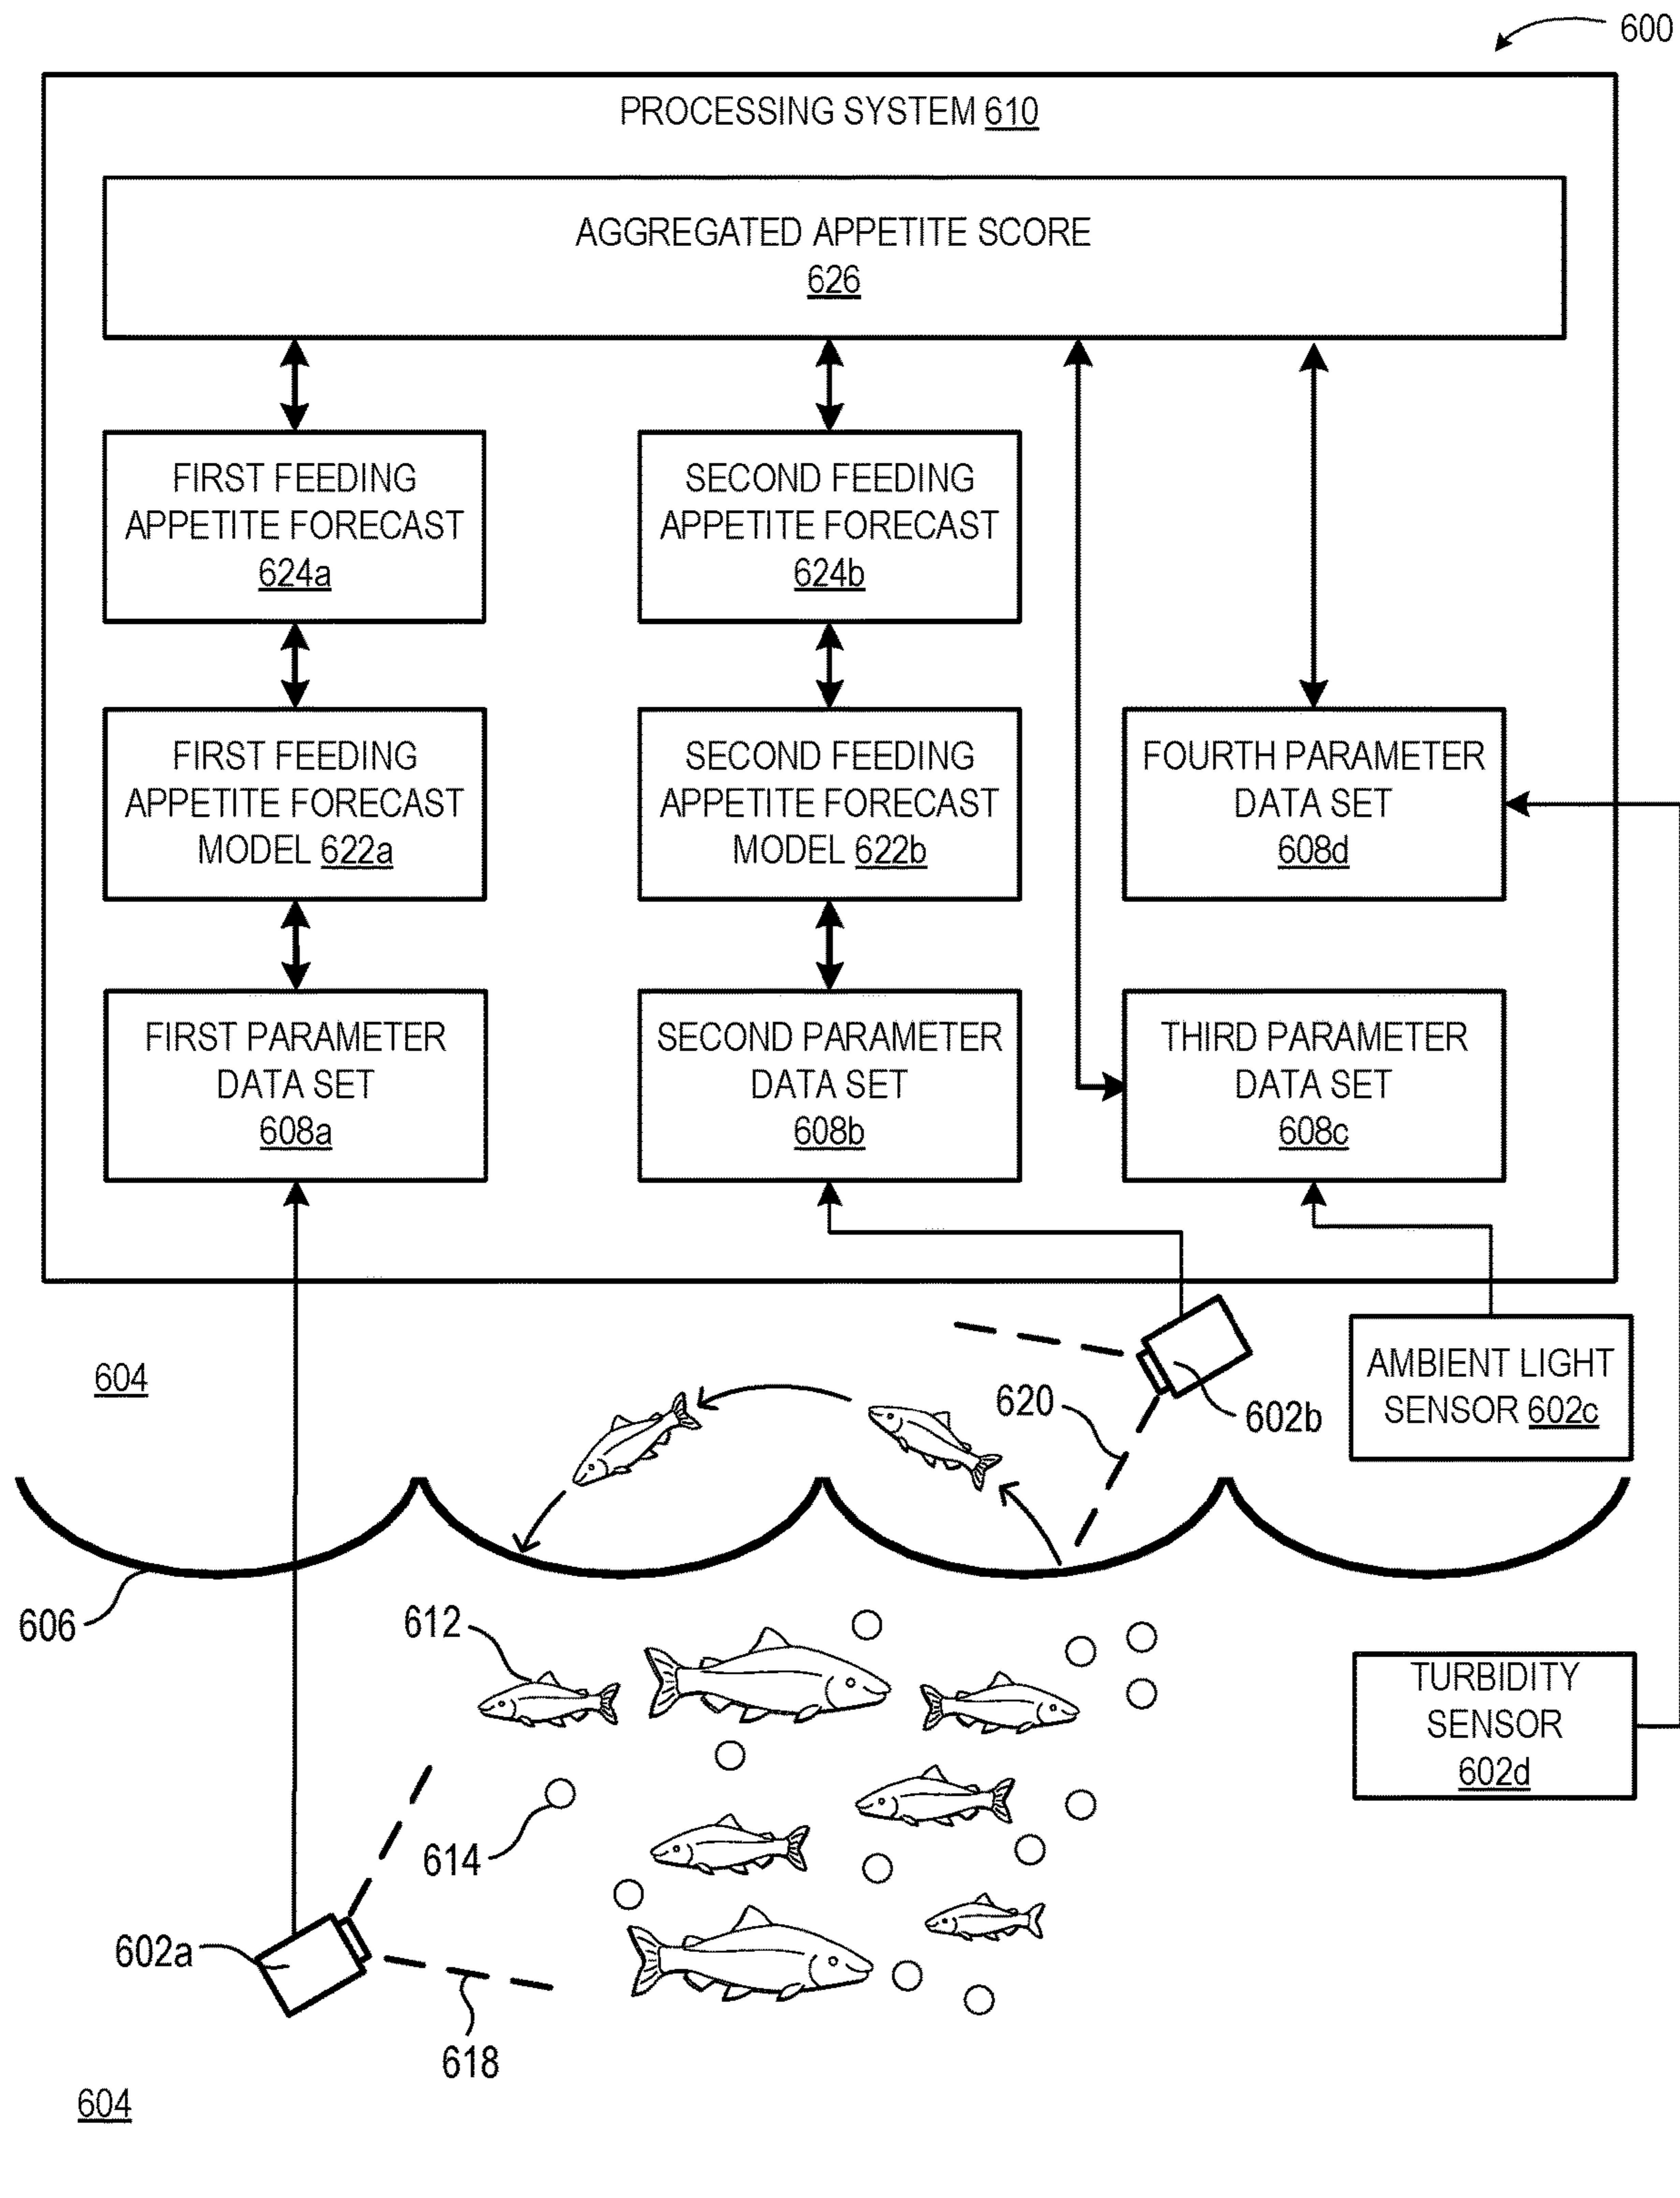 600
PROCESSING SYSTEM 610
AGGREGATED APPETITE SCORE
626
FIRST FEEDING
APPETITE FORECAST
624a
SECOND FEEDING
APPETITE FORECAST
624b
FIRST FEEDING
APPETITE FORECAST
MODEL 622a
SECOND FEEDING
APPETITE FORECAST
MODEL 622b
FOURTH PARAMETER
DATA SET
608d
FIRST PARAMETER
DATA SET
608a
SECOND PARAMETER
DATA SET
608b
THIRD PARAMETER
DATA SET
608c
604
620
602b
AMBIENT LIGHT
SENSOR 602c
606
612
TURBIDITY
SENSOR
602d
614
602a
618
604